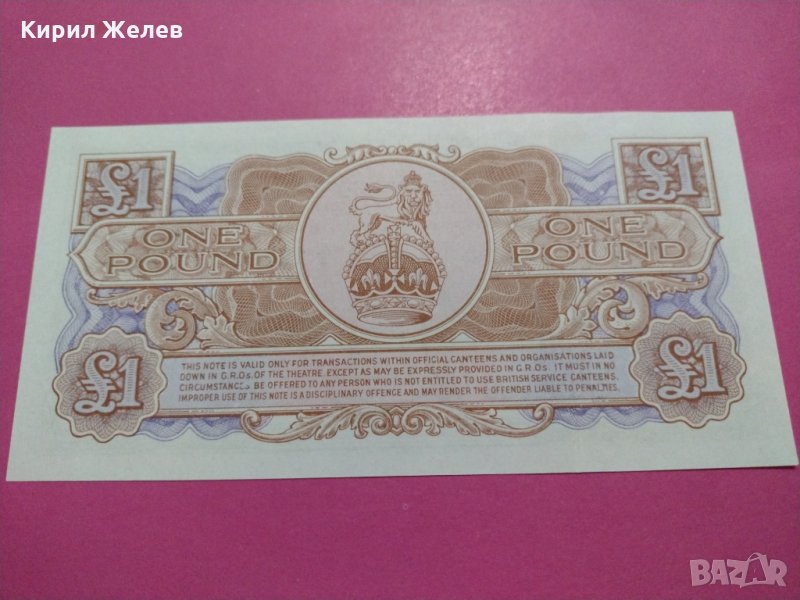 Кирил Желев
£1
£1
ONE
POUND
ONE
POUND
£1
£1
THIS NOTE IS VALID ONLY FOR TRANSACTIONS WITHIN OFFICIAL CANTEENS AND ORGANISATIONS LAID
DOWN IN G.R.Os. OF THE THEATRE. EXCEPT AS MAY BE EXPRESSLY PROVIDED IN G.R.Os. IT MUST IN NO
CIRCUMSTANCES BE OFFERED TO ANY PERSON WHO IS NOT ENTITLED TO USE BRITISH SERVICE CANTEENS.
IMPROPER USE OF THIS NOTE IS A DISCIPLINARY OFFENCE AND MAY RENDER THE OFFENDER LIABLE TO PENALTIES.
BAZAR